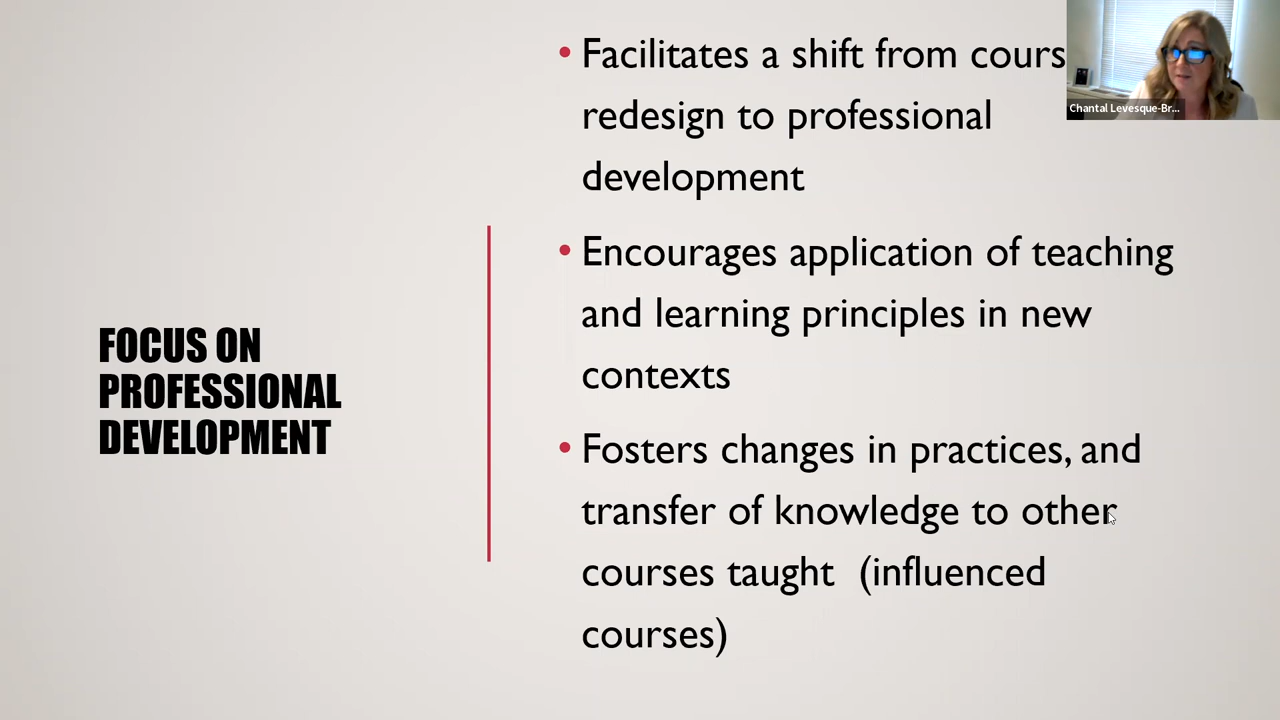 Facilitates a shift from cours
redesign to professional
development
Encourages application of teaching
and learning principles in new
contexts
Fosters changes in practices, and
transfer of knowledge to other
courses taught (influenced
courses)
FOCUS ON
PROFESSIONAL
DEVELOPMENT
Chantal Levesque-Br...